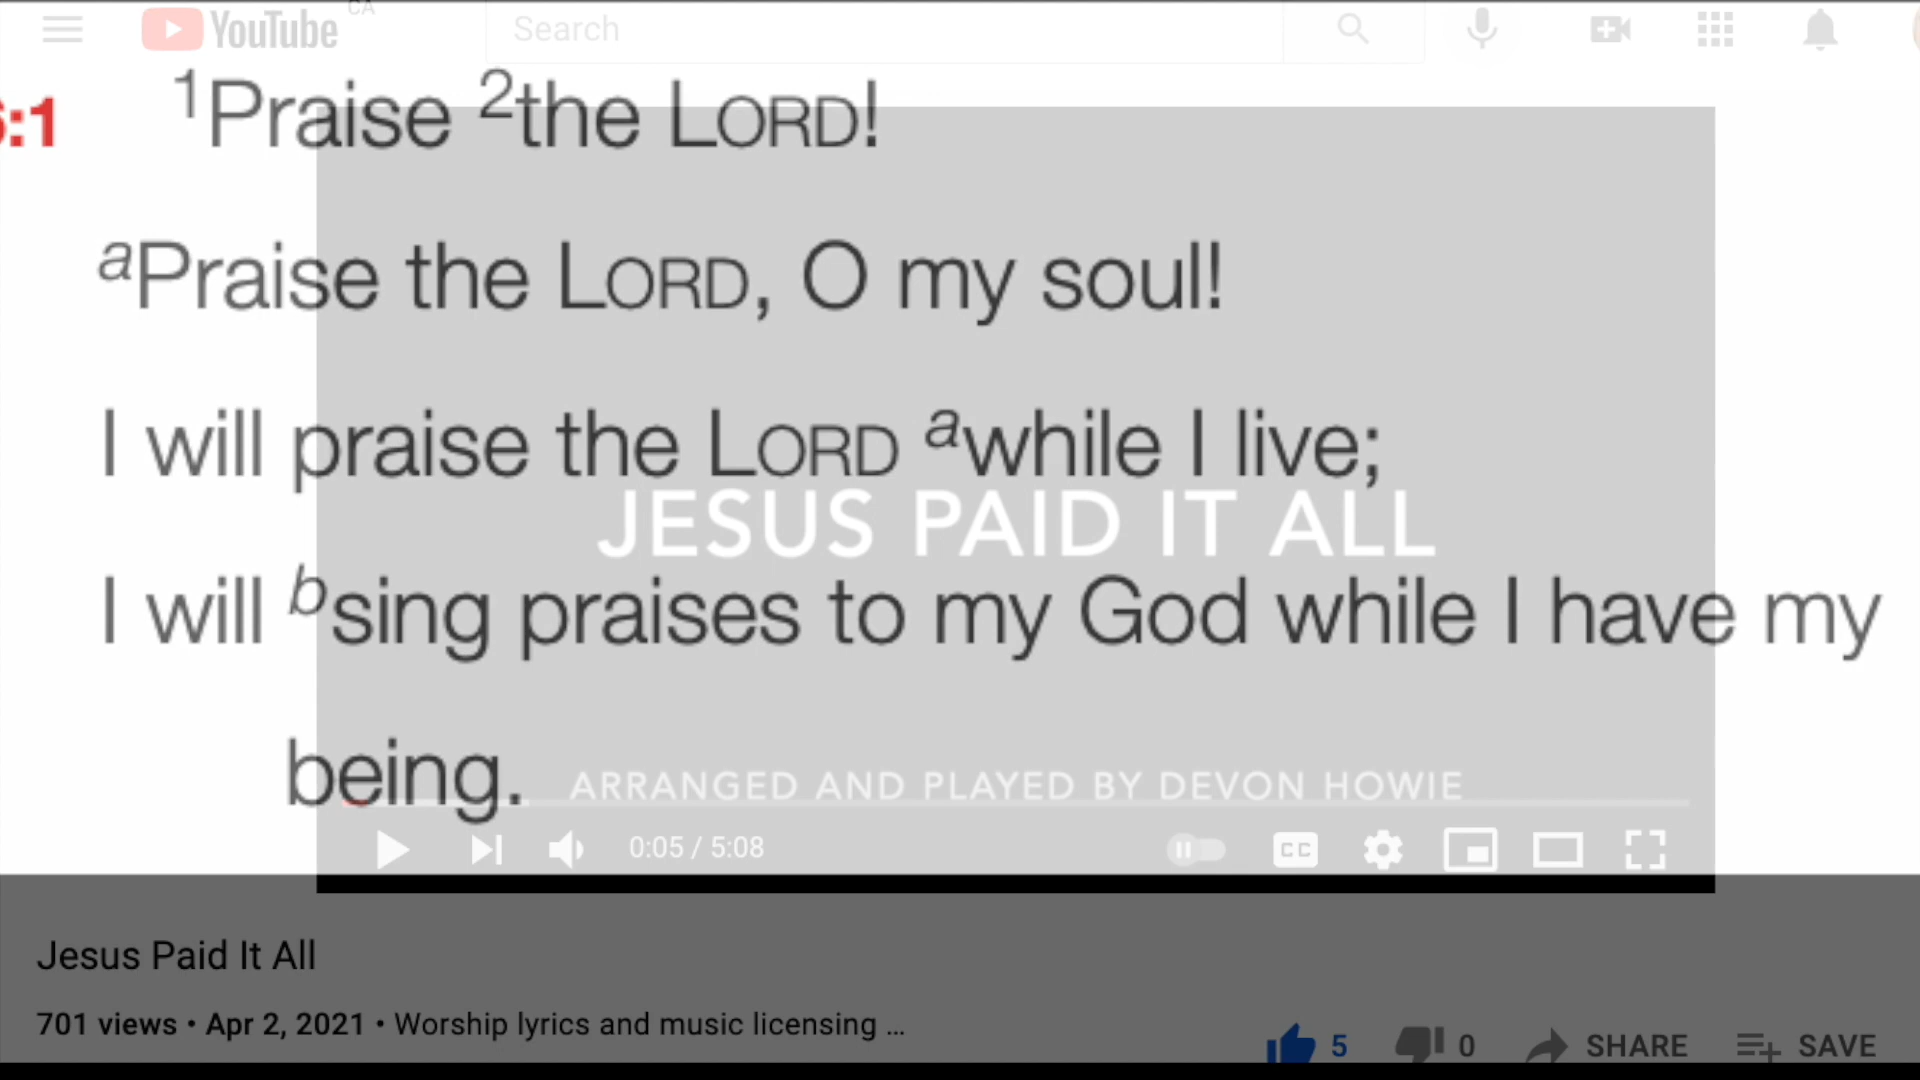 YouTube CA
Search
6:1 1Praise 2the LORD!
aPraise the LORD, O my soul!
I will praise the LORD awhile I live;
JESUS PAID IT ALL
I will bsing praises to my God while I have my
being.
ARRANGED AND PLAYED BY DEVON HOWIE
0:05 / 5:08
CC
Jesus Paid It All
701 views • Apr 2, 2021 • Worship lyrics and music licensing ...
5 0 SHARE SAVE